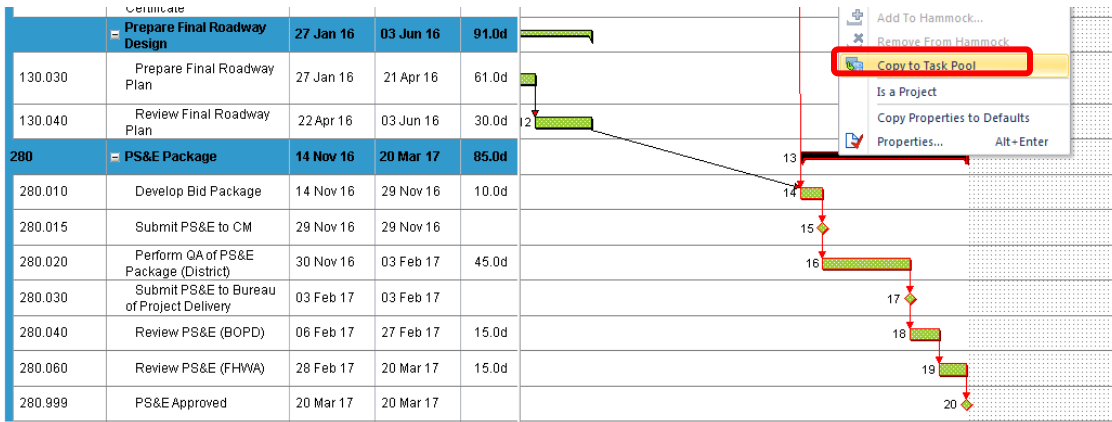 Certificate
Prepare Final Roadway
Design
27 Jan 16 03 Jun 16 91.0d
130.030 Prepare Final Roadway
Plan
27 Jan 16 21 Apr 16 61.0d
130.040 Review Final Roadway
Plan
22 Apr 16 03 Jun 16 30.0d 12
280 PS&E Package 14 Nov 16 20 Mar 17 85.0d 13
280.010 Develop Bid Package 14 Nov 16 29 Nov 16 10.0d 14
280.015 Submit PS&E to CM 29 Nov 16 29 Nov 16 15
280.020 Perform QA of PS&E
Package (District)
30 Nov 16 03 Feb 17 45.0d 16
280.030 Submit PS&E to Bureau
of Project Delivery
03 Feb 17 03 Feb 17 17
280.040 Review PS&E (BOPD) 06 Feb 17 27 Feb 17 15.0d 18
280.060 Review PS&E (FHWA) 28 Feb 17 20 Mar 17 15.0d 19
280.999 PS&E Approved 20 Mar 17 20 Mar 17 20
Add To Hammock...
Remove From Hammock
Copy to Task Pool
Is a Project
Copy Properties to Defaults
Properties... Alt+Enter